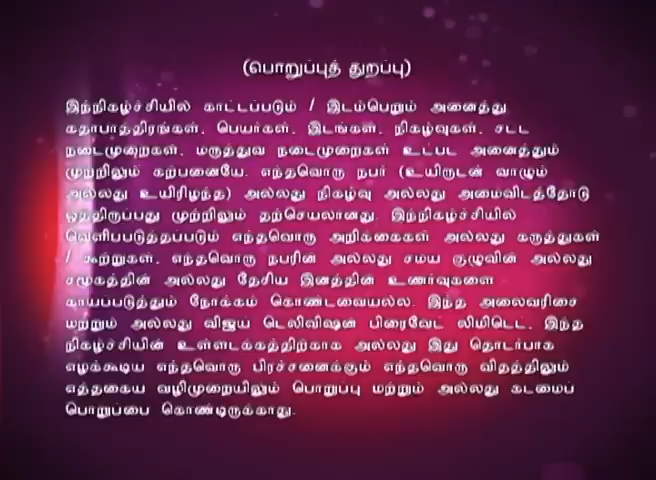 (பொறுப்புத் துறப்பு)
இந்நிகழ்ச்சியில் காட்டப்படும் / இடம்பெறும் அனைத்து
கதாபாத்திரங்கள், பெயர்கள், இடங்கள், நிகழ்வுகள், சட்ட
நடைமுறைகள், மருத்துவ நடைமுறைகள் உட்பட அனைத்தும்
முற்றிலும் கற்பனையே. எந்தவொரு நபர் (உயிருடன் வாழும்
அல்லது உயிரிழந்த) அல்லது நிகழ்வு அல்லது அமைவிடத்தோடு
ஒத்திருப்பது முற்றிலும் தற்செயலானது. இந்நிகழ்ச்சியில்
வெளிப்படுத்தப்படும் எந்தவொரு அறிக்கைகள் அல்லது கருத்துகள்
/ கூற்றுகள், எந்தவொரு நபரின் அல்லது சமய குழுவின் அல்லது
சமூகத்தின் அல்லது தேசிய இனத்தின் உணர்வுகளை
காயப்படுத்தும் நோக்கம் கொண்டவையல்ல. இந்த அலைவரிசை
மற்றும் அல்லது விஜய் டெலிவிஷன் பிரைவேட் லிமிடெட், இந்த
நிகழ்ச்சியின் உள்ளடக்கத்திற்காக அல்லது இது தொடர்பாக
எழக்கூடிய எந்தவொரு பிரச்சனைக்கும் எந்தவொரு விதத்திலும்
எத்தகைய வழிமுறையிலும் பொறுப்பு மற்றும் அல்லது கடமைப்
பொறுப்பை கொண்டிருக்காது.